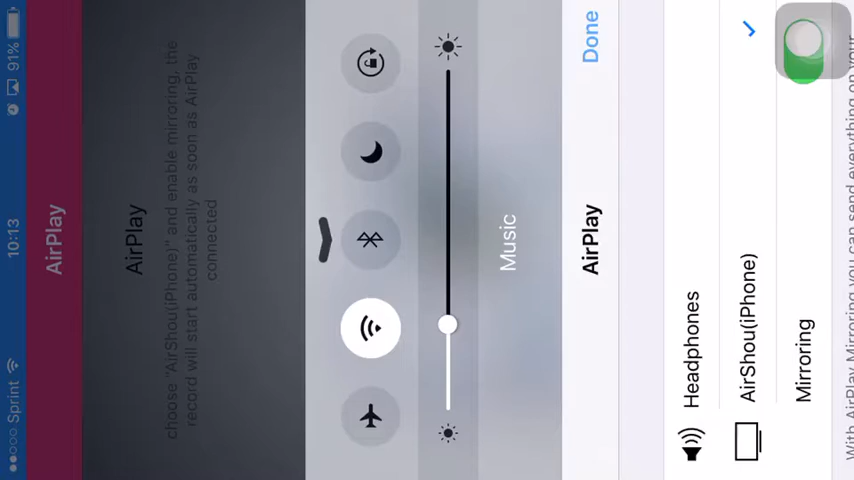 Sprint 10:13 91%
AirPlay
AirPlay
choose "AirShou(iPhone)" and enable mirroring, the
record will start automatically as soon as AirPlay
connected
Music
AirPlay Done
Headphones
AirShou(iPhone)
Mirroring
With AirPlay Mirroring you can send everything on your